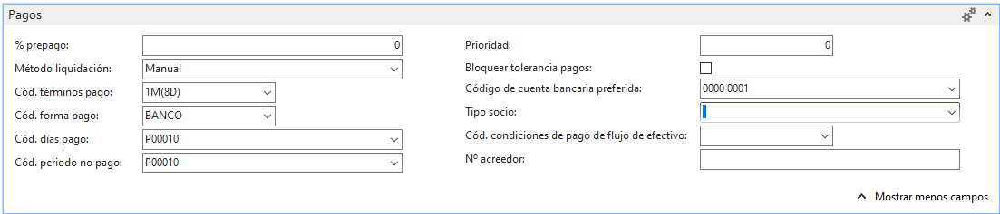 Pagos
% prepago: 0
Método liquidación: Manual
Cód. términos pago: 1M(8D)
Cód. forma pago: BANCO
Cód. días pago: P00010
Cód. periodo no pago: P00010
Prioridad: 0
Bloquear tolerancia pagos:
Código de cuenta bancaria preferida: 0000 0001
Tipo socio:
Cód. condiciones de pago de flujo de efectivo:
Nº acreedor:
Mostrar menos campos